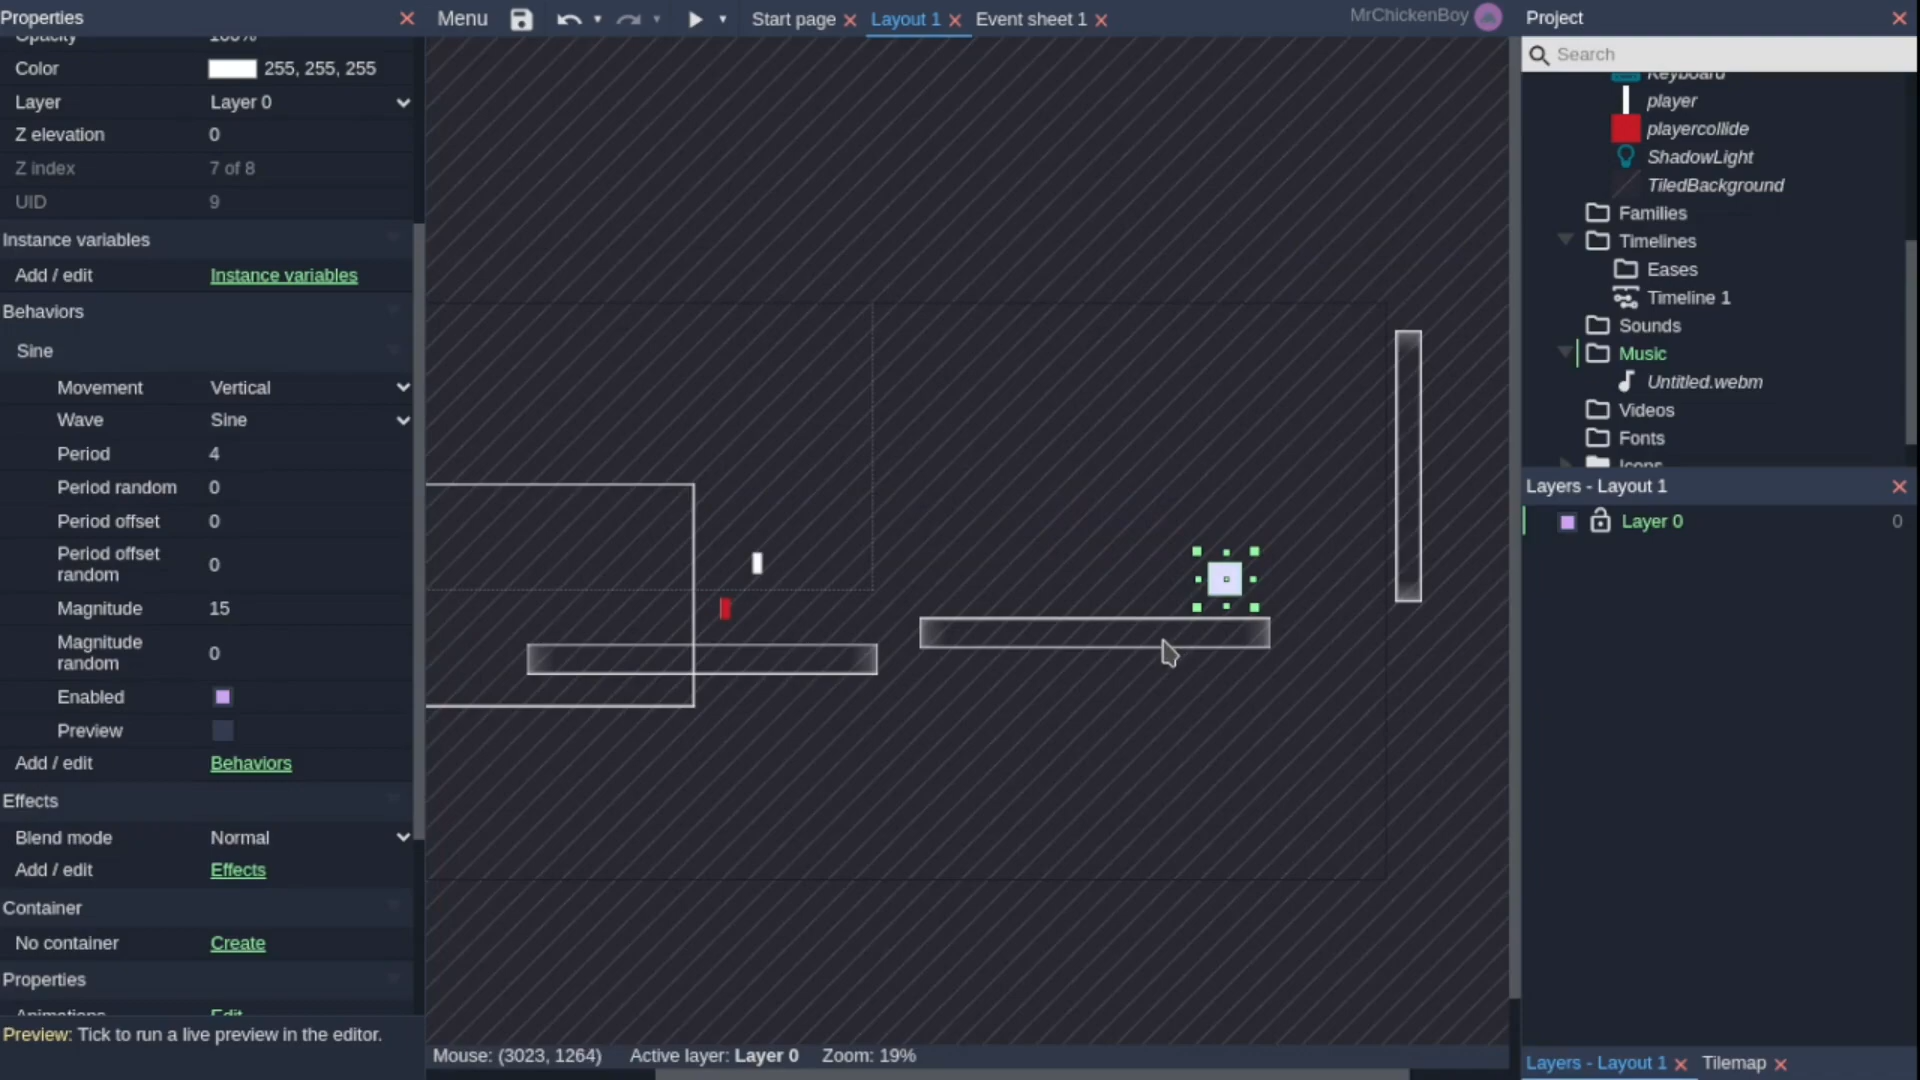 Properties
Menu
Start page
Layout 1
Event sheet 1
MrChickenBoy
Project
Opacity 100%
Color 255, 255, 255
Layer Layer 0
Z elevation 0
Z index 7 of 8
UID 9
Instance variables
Add / edit Instance variables
Behaviors
Sine
Movement Vertical
Wave Sine
Period 4
Period random 0
Period offset 0
Period offset
random 0
Magnitude 15
Magnitude
random 0
Enabled
Preview
Add / edit Behaviors
Effects
Blend mode Normal
Add / edit Effects
Container
No container Create
Properties
Animations Edit
Preview: Tick to run a live preview in the editor.
Mouse: (3023, 1264) Active layer: Layer 0 Zoom: 19%
Search
Keyboard
player
playercollide
ShadowLight
TiledBackground
Families
Timelines
Eases
Timeline 1
Sounds
Music
Untitled.webm
Videos
Fonts
Icons
Layers - Layout 1
Layer 0 0
Layers - Layout 1
Tilemap